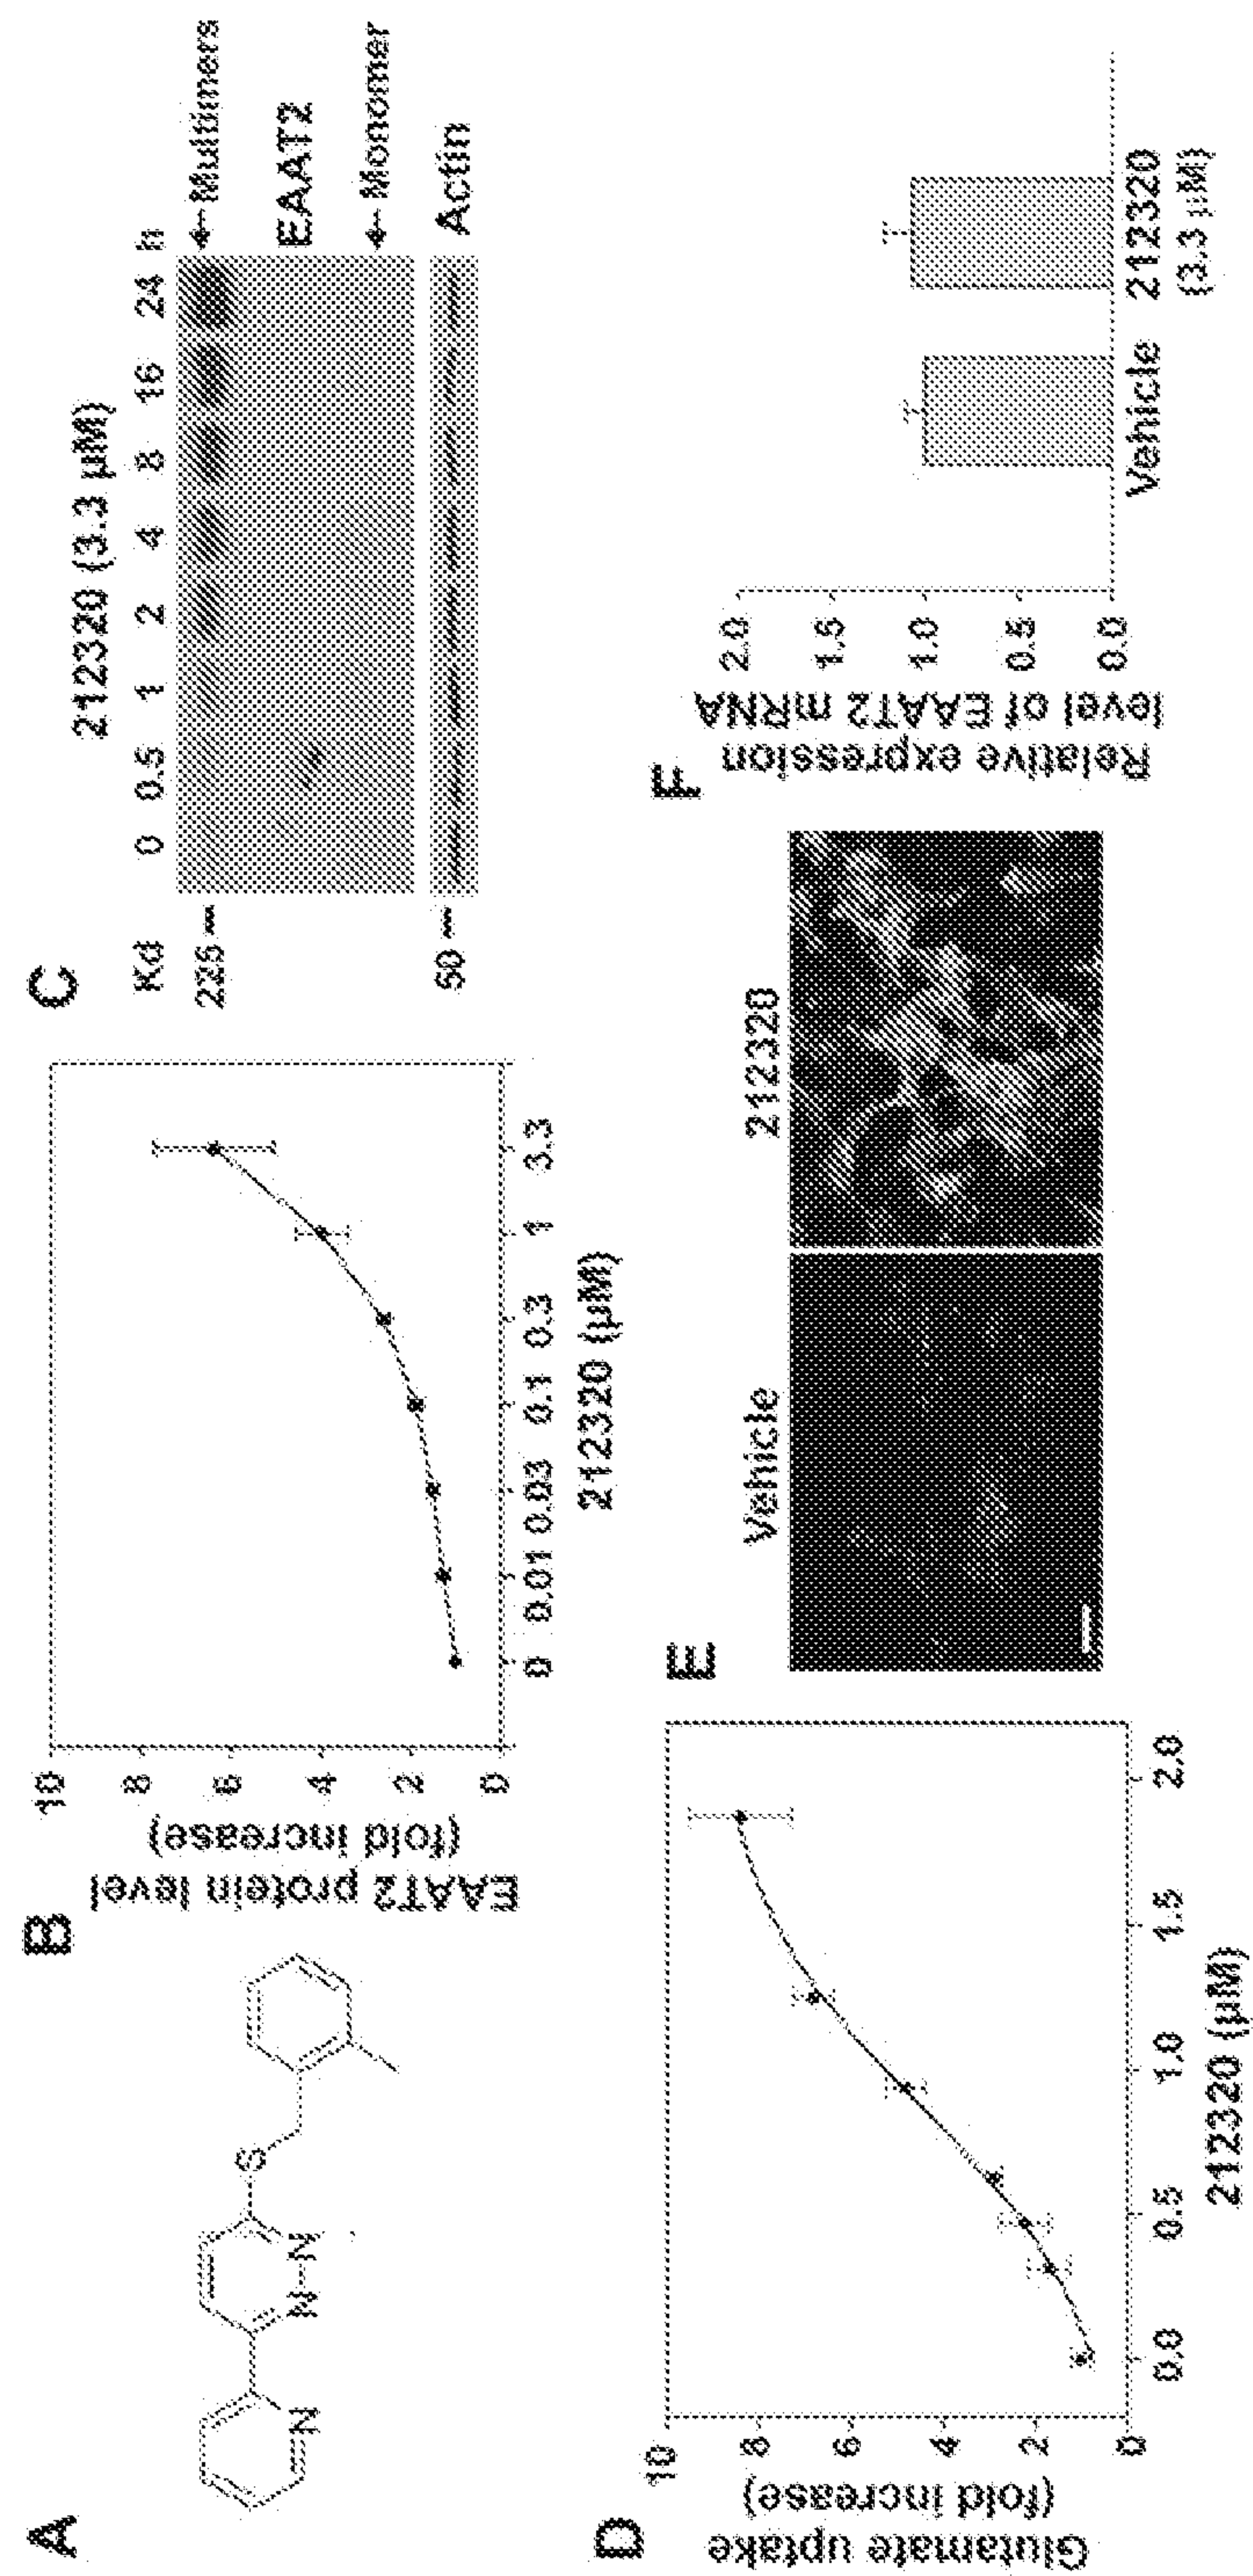 A
N
N-N
S
B
EAAT2 protein level
(fold increase)
10
8
6
4
2
0
0 0.01 0.03 0.1 0.3 1 3.3
212320 (µM)
C
212320 (3.3 µM)
Kd 0 0.5 1 2 4 8 16 24 h
225
Multimers
EAAT2
Monomer
50
Actin
D
Glutamate uptake
(fold increase)
10
8
6
4
2
0
0.0 0.5 1.0 1.5 2.0
212320 (µM)
E
Vehicle 212320
F
Relative expression
level of EAAT2 mRNA
2.0
1.5
1.0
0.5
0.0
Vehicle 212320
(3.3 µM)